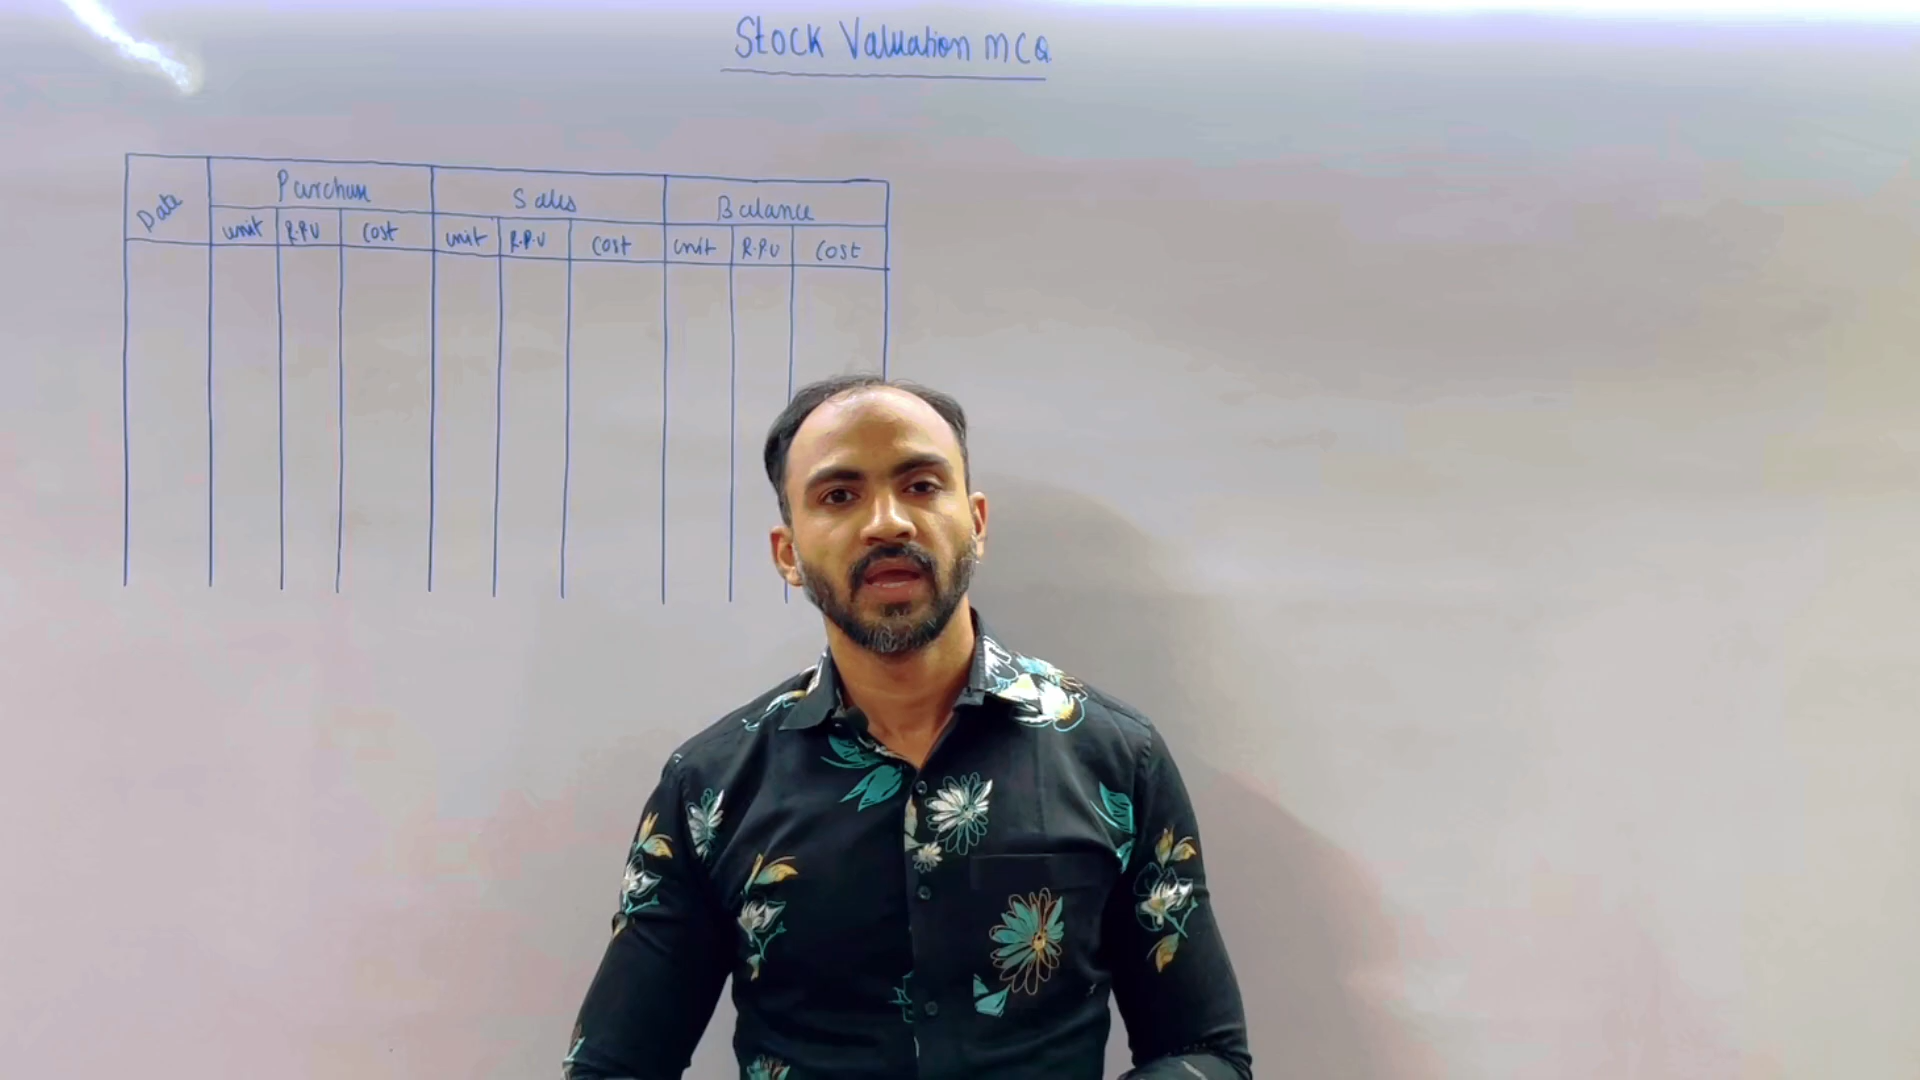 Stock Valuation MCQ
Date Purchase Sales Balance
unit R.P.U cost unit R.P.U cost unit R.P.U cost